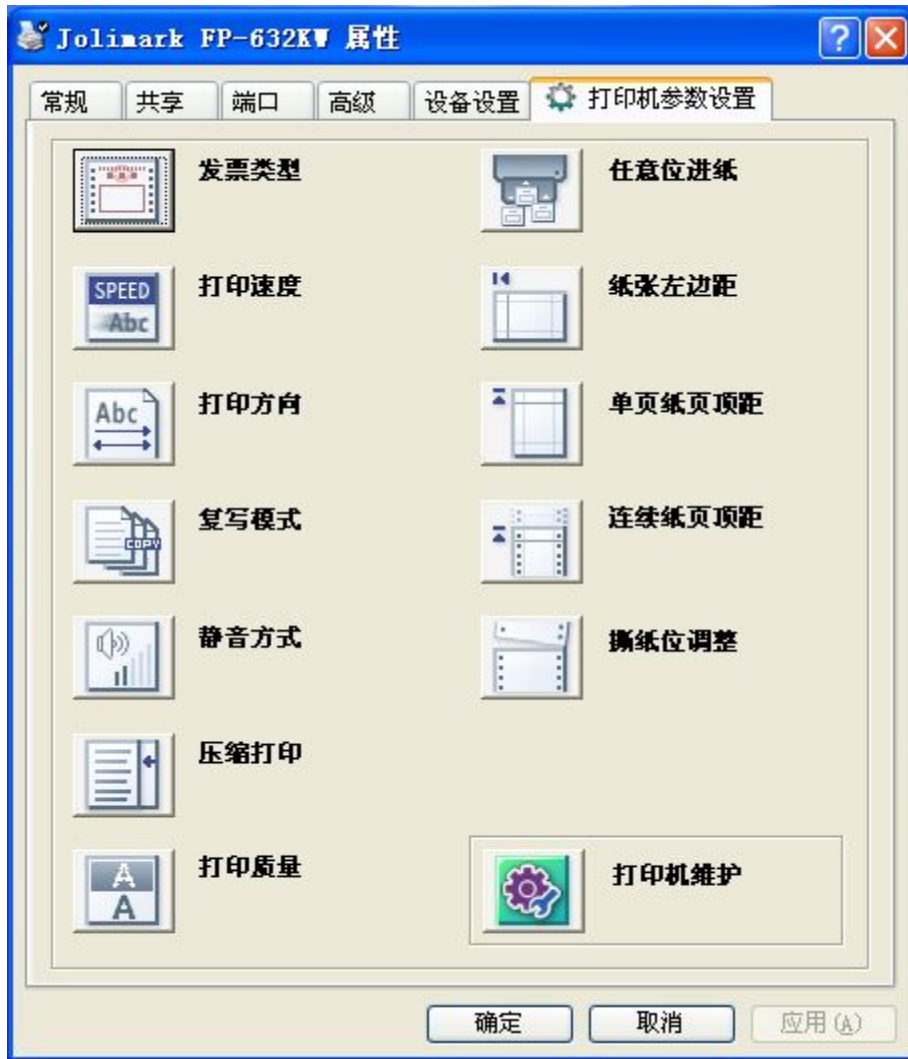 Jolimark FP-632KW 属性
常规 共享 端口 高级 设备设置 打印机参数设置
发票类型
任意位进纸
SPEED
Abc
打印速度
纸张左边距
Abc
打印方向
单页纸页顶距
COPY
复写模式
连续纸页顶距
静音方式
撕纸位调整
压缩打印
A
A
打印质量
打印机维护
确定 取消 应用(A)